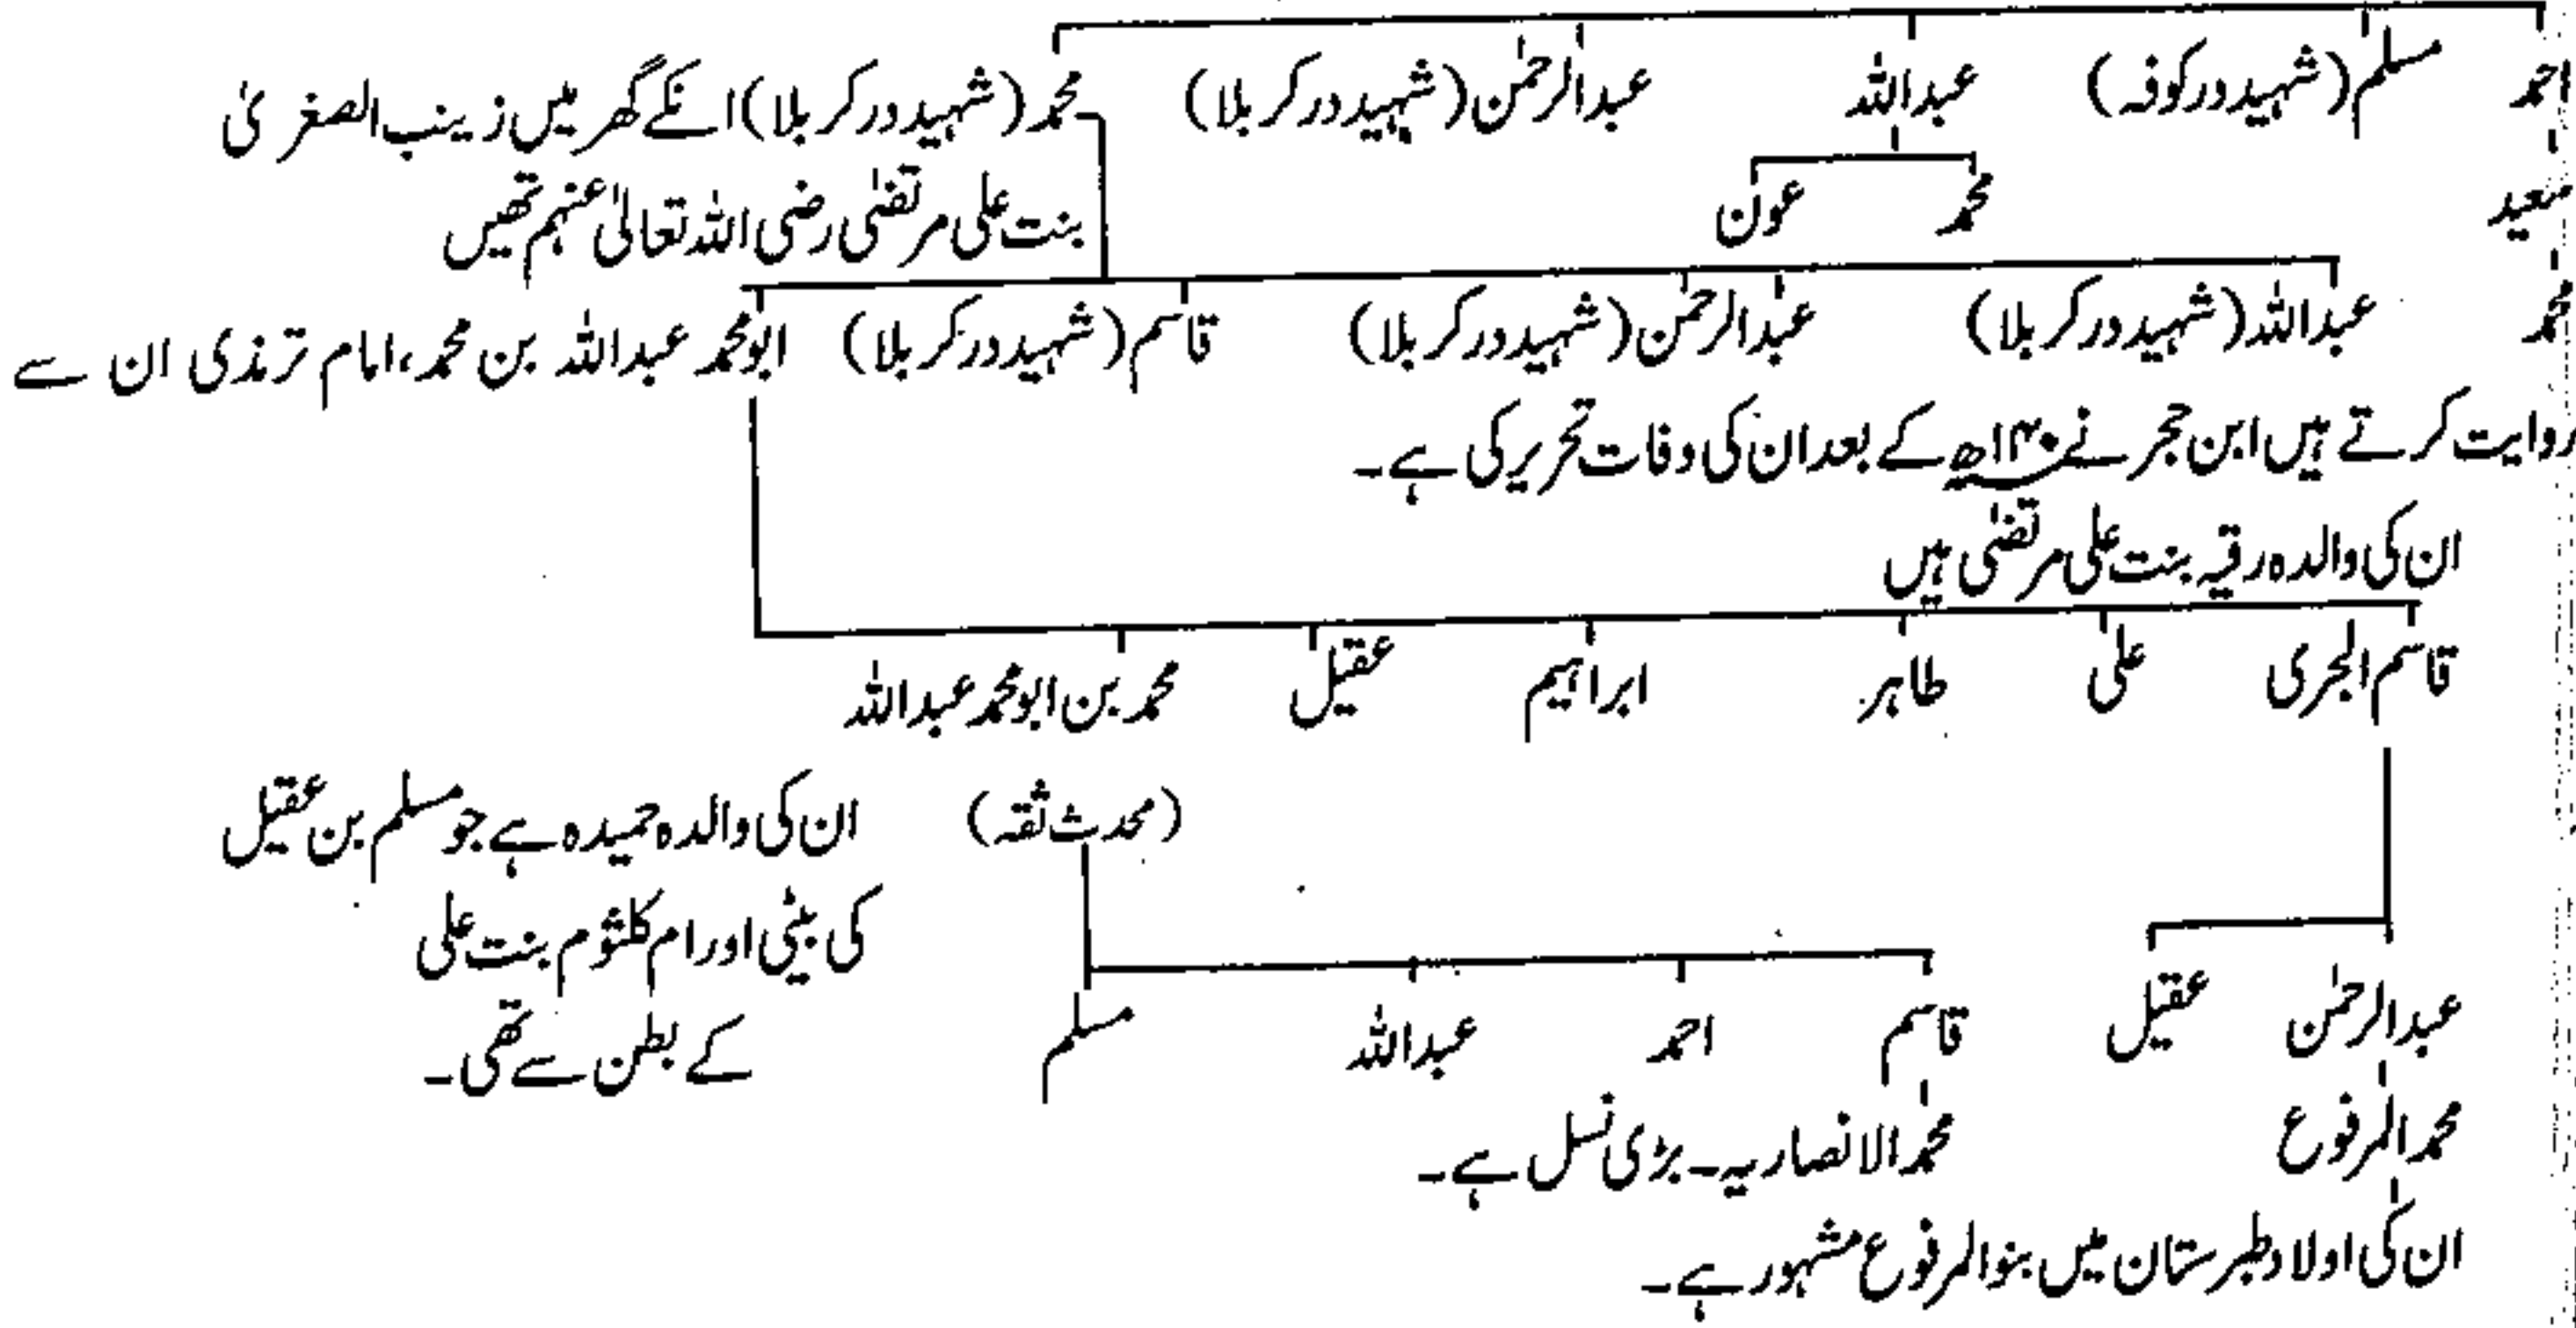 احمد مسلم (شہید در کوفہ) عبداللہ عبدالرحمٰن (شہید در کربلا) محمد (شہید در کربلا) انکے گھر میں زینب الصغریٰ
سعید محمد عون بنت علی مرتضٰی رضی اللہ تعالیٰ عنہم تھیں
محمد عبداللہ (شہید در کربلا) عبدالرحمٰن (شہید در کربلا) قاسم (شہید در کربلا) ابو محمد عبداللہ بن محمد، امام ترمذی ان سے
روایت کرتے ہیں ابن حجر نے ۱۴۰ھ کے بعد ان کی وفات تحریر کی ہے۔
ان کی والدہ رقیہ بنت علی مرتضٰی ہیں
قاسم الجری علی طاہر ابراہیم عقیل محمد بن ابو محمد عبداللہ
(محدث ثقہ) ان کی والدہ حمیدہ ہے جو مسلم بن عقیل
کی بیٹی اور ام کلثوم بنت علی
عبدالرحمٰن عقیل قاسم احمد عبداللہ مسلم کے بطن سے تھی۔
محمد المرفوع محمد الانصاریہ۔ بڑی نسل ہے۔
ان کی اولاد طبرستان میں بنو المرفوع مشہور ہے۔